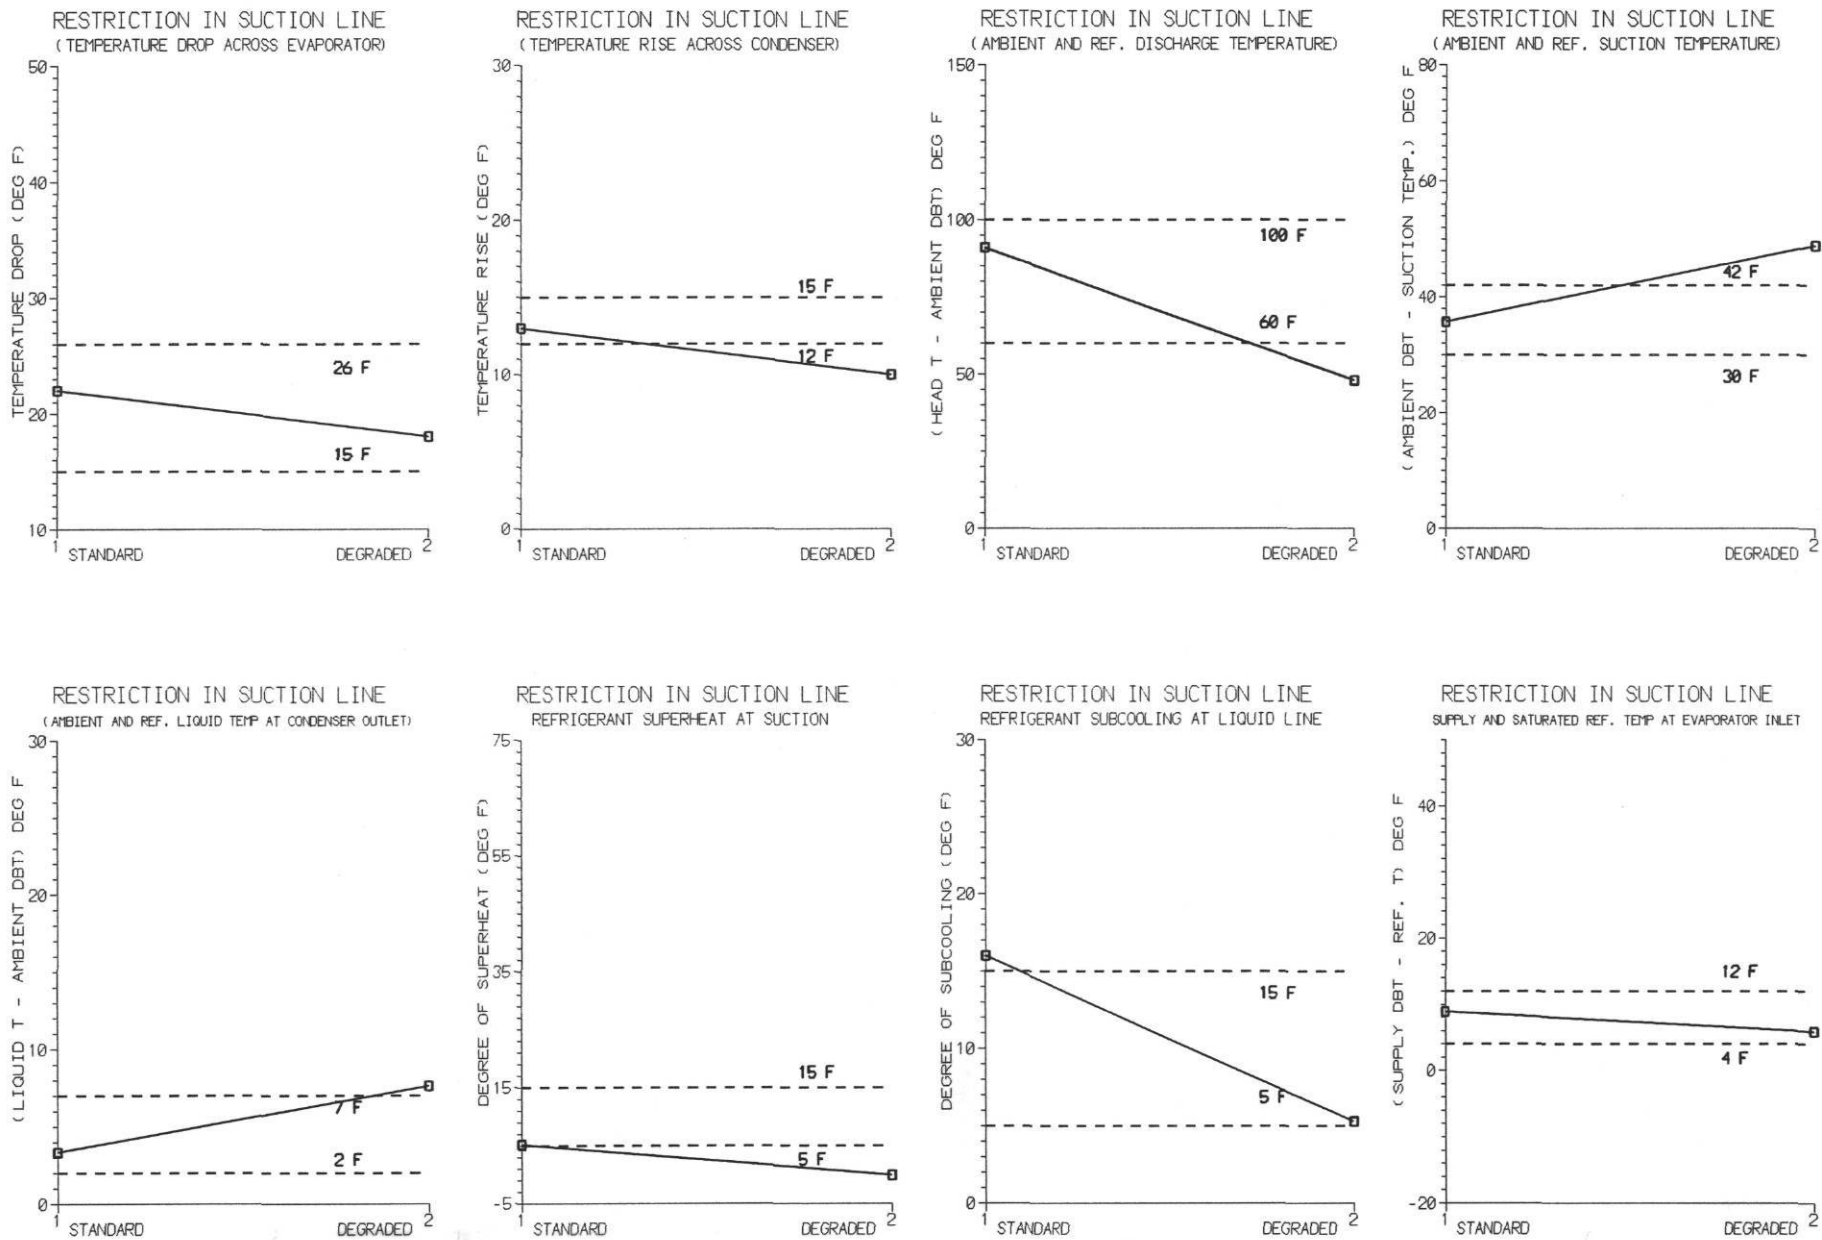 RESTRICTION IN SUCTION LINE
(TEMPERATURE DROP ACROSS EVAPORATOR)
TEMPERATURE DROP (DEG F)
50
40
30
20
10
26 F
15 F
1 STANDARD
DEGRADED 2
RESTRICTION IN SUCTION LINE
(TEMPERATURE RISE ACROSS CONDENSER)
TEMPERATURE RISE (DEG F)
30
20
10
0
15 F
12 F
1 STANDARD
DEGRADED 2
RESTRICTION IN SUCTION LINE
(AMBIENT AND REF. DISCHARGE TEMPERATURE)
(HEAD T - AMBIENT DBT) DEG F
150
100
50
0
100 F
60 F
1 STANDARD
DEGRADED 2
RESTRICTION IN SUCTION LINE
(AMBIENT AND REF. SUCTION TEMPERATURE)
(AMBIENT DBT - SUCTION TEMP.) DEG F
80
60
40
20
0
42 F
30 F
1 STANDARD
DEGRADED 2
RESTRICTION IN SUCTION LINE
(AMBIENT AND REF. LIQUID TEMP AT CONDENSER OUTLET)
(LIQUID T - AMBIENT DBT) DEG F
30
20
10
0
7 F
2 F
1 STANDARD
DEGRADED 2
RESTRICTION IN SUCTION LINE
REFRIGERANT SUPERHEAT AT SUCTION
DEGREE OF SUPERHEAT (DEG F)
75
55
35
15
-5
15 F
5 F
1 STANDARD
DEGRADED 2
RESTRICTION IN SUCTION LINE
REFRIGERANT SUBCOOLING AT LIQUID LINE
DEGREE OF SUBCOOLING (DEG F)
30
20
10
0
15 F
5 F
1 STANDARD
DEGRADED 2
RESTRICTION IN SUCTION LINE
SUPPLY AND SATURATED REF. TEMP AT EVAPORATOR INLET
(SUPPLY DBT - REF. T) DEG F
40
20
0
-20
12 F
4 F
1 STANDARD
DEGRADED 2